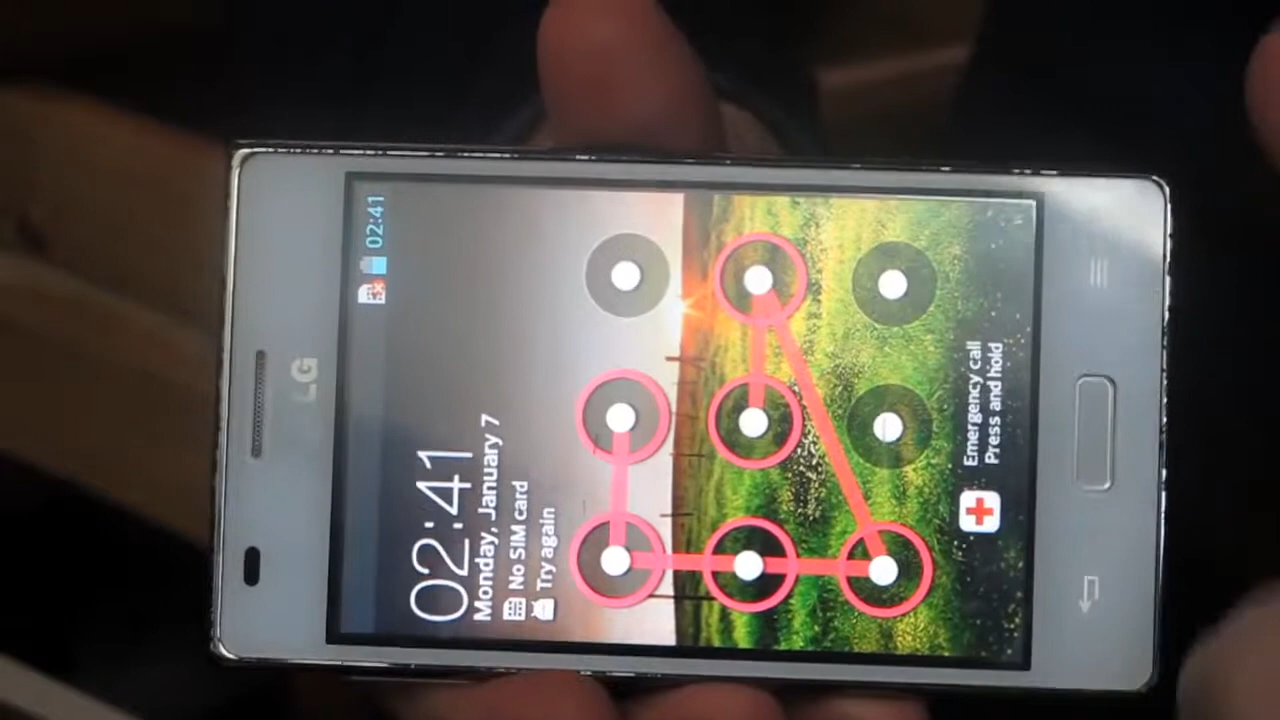 LG
02:41
02:41
Monday, January 7
No SIM card
Try again
Emergency call
Press and hold